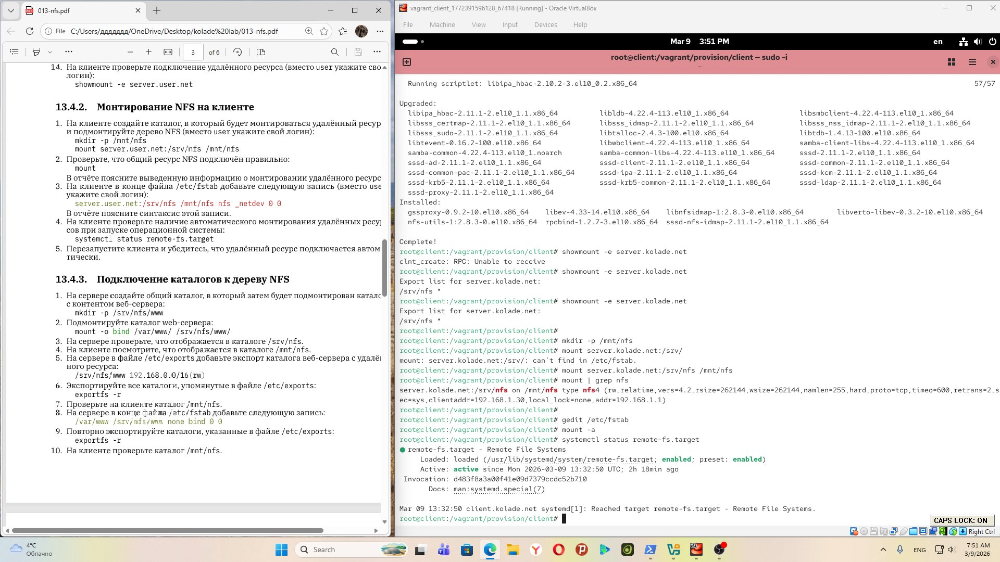 013-nfs.pdf
File C:/Users/ддддддд/OneDrive/Desktop/kolade%20lab/013-nfs.pdf
3 of 6
14. На клиенте проверьте подключение удалённого ресурса (вместо user укажите сво
логин):
showmount -e server.user.net
13.4.2. Монтирование NFS на клиенте
1. На клиенте создайте каталог, в который будет монтироваться удалённый ресур
и подмонтируйте дерево NFS (вместо user укажите свой логин):
mkdir -p /mnt/nfs
mount server.user.net:/srv/nfs /mnt/nfs
2. Проверьте, что общий ресурс NFS подключён правильно:
mount
В отчёте поясните выведенную информацию о монтировании удалённого ресурс
3. На клиенте в конце файла /etc/fstab добавьте следующую запись (вместо use
укажите свой логин):
server.user.net:/srv/nfs /mnt/nfs nfs _netdev 0 0
В отчёте поясните синтаксис этой записи.
4. На клиенте проверьте наличие автоматического монтирования удалённых ресу
сов при запуске операционной системы:
systemctl status remote-fs.target
5. Перезапустите клиента и убедитесь, что удалённый ресурс подключается автом
тически.
13.4.3. Подключение каталогов к дереву NFS
1. На сервере создайте общий каталог, в который затем будет подмонтирован катало
с контентом веб-сервера:
mkdir -p /srv/nfs/www
2. Подмонтируйте каталог web-сервера:
mount -o bind /var/www/ /srv/nfs/www/
3. На сервере проверьте, что отображается в каталоге /srv/nfs.
4. На клиенте посмотрите, что отображается в каталоге /mnt/nfs.
5. На сервере в файле /etc/exports добавьте экспорт каталога веб-сервера с удалё
ного ресурса:
/srv/nfs/www 192.168.0.0/16(rw)
6. Экспортируйте все каталоги, упомянутые в файле /etc/exports:
exportfs -r
7. Проверьте на клиенте каталог /mnt/nfs.
8. На сервере в конце файла /etc/fstab добавьте следующую запись:
/var/www /srv/nfs/www none bind 0 0
9. Повторно экспортируйте каталоги, указанные в файле /etc/exports:
exportfs -r
10. На клиенте проверьте каталог /mnt/nfs.
vagrant_client_1772391596128_67418 [Running] - Oracle VirtualBox
File Machine View Input Devices Help
Mar 9 3:51 PM en
root@client:/vagrant/provision/client — sudo -i
~
Running scriptlet: libipa_hbac-2.10.2-3.el10_0.2.x86_64 57/57
Upgraded:
libipa_hbac-2.11.1-2.el10_1.1.x86_64 libldb-4.22.4-113.el10_1.x86_64 libsmbclient-4.22.4-113.el10_1.x86_64
libsss_certmap-2.11.1-2.el10_1.1.x86_64 libsss_idmap-2.11.1-2.el10_1.1.x86_64 libsss_nss_idmap-2.11.1-2.el10_1.1.x86_64
libsss_sudo-2.11.1-2.el10_1.1.x86_64 libtalloc-2.4.3-100.el10.x86_64 libtdb-1.4.13-100.el10.x86_64
libtevent-0.16.2-100.el10.x86_64 libwbclient-4.22.4-113.el10_1.x86_64 samba-client-libs-4.22.4-113.el10_1.x86_64
samba-common-4.22.4-113.el10_1.noarch samba-common-libs-4.22.4-113.el10_1.x86_64 sssd-2.11.1-2.el10_1.1.x86_64
sssd-ad-2.11.1-2.el10_1.1.x86_64 sssd-client-2.11.1-2.el10_1.1.x86_64 sssd-common-2.11.1-2.el10_1.1.x86_64
sssd-common-pac-2.11.1-2.el10_1.1.x86_64 sssd-ipa-2.11.1-2.el10_1.1.x86_64 sssd-kcm-2.11.1-2.el10_1.1.x86_64
sssd-krb5-2.11.1-2.el10_1.1.x86_64 sssd-krb5-common-2.11.1-2.el10_1.1.x86_64 sssd-ldap-2.11.1-2.el10_1.1.x86_64
sssd-proxy-2.11.1-2.el10_1.1.x86_64
Installed:
gssproxy-0.9.2-10.el10.x86_64 libev-4.33-14.el10.x86_64 libnfsidmap-1:2.8.3-0.el10.x86_64 libverto-libev-0.3.2-10.el10.x86_64
nfs-utils-1:2.8.3-0.el10.x86_64 rpcbind-1.2.7-3.el10.x86_64 sssd-nfs-idmap-2.11.1-2.el10_1.1.x86_64
Complete!
root@client:/vagrant/provision/client# showmount -e server.kolade.net
clnt_create: RPC: Unable to receive
root@client:/vagrant/provision/client# showmount -e server.kolade.net
Export list for server.kolade.net:
/srv/nfs *
root@client:/vagrant/provision/client# showmount -e server.kolade.net
Export list for server.kolade.net:
/srv/nfs *
root@client:/vagrant/provision/client#
root@client:/vagrant/provision/client# mkdir -p /mnt/nfs
root@client:/vagrant/provision/client# mount server.kolade.net:/srv/
mount: server.kolade.net:/srv/: can't find in /etc/fstab.
root@client:/vagrant/provision/client# mount server.kolade.net:/srv/nfs /mnt/nfs
root@client:/vagrant/provision/client# mount | grep nfs
server.kolade.net:/srv/nfs on /mnt/nfs type nfs4 (rw,relatime,vers=4.2,rsize=262144,wsize=262144,namlen=255,hard,proto=tcp,timeo=600,retrans=2,s
ec=sys,clientaddr=192.168.1.30,local_lock=none,addr=192.168.1.1)
root@client:/vagrant/provision/client#
root@client:/vagrant/provision/client# gedit /etc/fstab
root@client:/vagrant/provision/client# mount -a
root@client:/vagrant/provision/client# systemctl status remote-fs.target
● remote-fs.target - Remote File Systems
Loaded: loaded (/usr/lib/systemd/system/remote-fs.target; enabled; preset: enabled)
Active: active since Mon 2026-03-09 13:32:50 UTC; 2h 18min ago
Invocation: d483f8a3a00f41e09d7379ccdc52b710
Docs: man:systemd.special(7)
Mar 09 13:32:50 client.kolade.net systemd[1]: Reached target remote-fs.target - Remote File Systems.
root@client:/vagrant/provision/client#
CAPS LOCK: ON
Right Ctrl
4°C
Облачно
Search
ENG
7:51 AM
3/9/2026